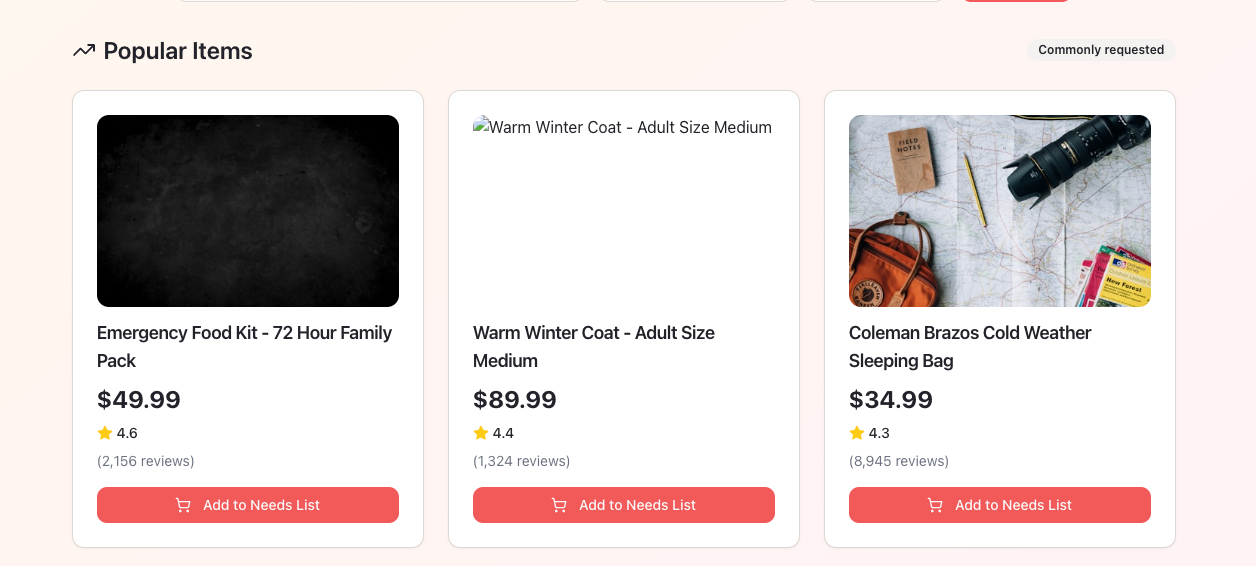 Popular Items
Commonly requested
Warm Winter Coat - Adult Size Medium
FIELD
NOTES
New Forest
Emergency Food Kit - 72 Hour Family
Pack
$49.99
4.6
(2,156 reviews)
Add to Needs List
Warm Winter Coat - Adult Size
Medium
$89.99
4.4
(1,324 reviews)
Add to Needs List
Coleman Brazos Cold Weather
Sleeping Bag
$34.99
4.3
(8,945 reviews)
Add to Needs List